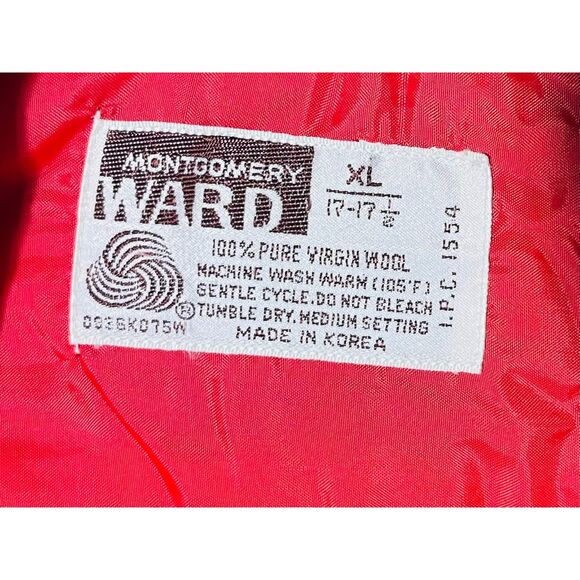 MONTGOMERY
WARD
XL
17-17 1/2
100% PURE VIRGIN WOOL
MACHINE WASH WARM (105°F)
GENTLE CYCLE. DO NOT BLEACH
® TUMBLE DRY. MEDIUM SETTING
MADE IN KOREA
I.P.C. 1554